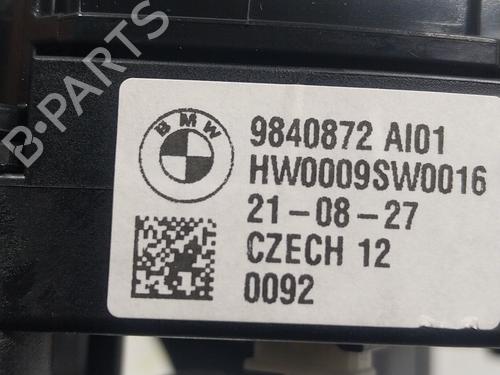 B-PARTS
BMW
9840872 AI01
HW0009SW0016
21-08-27
CZECH 12
0092